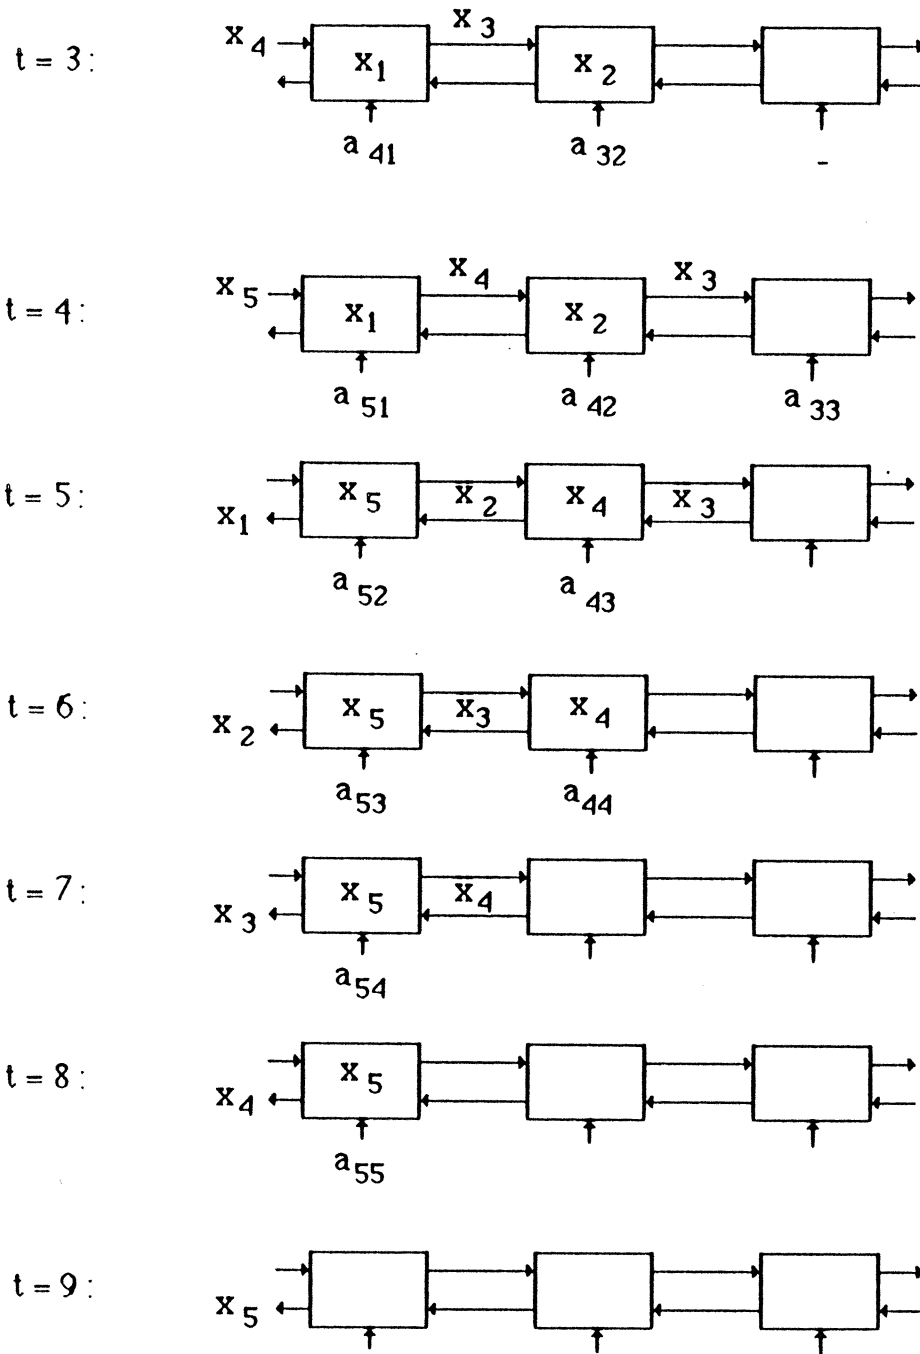 x 4 x 3
t = 3 : x 1 x 2
a 41 a 32 -
x 4 x 3
x 5
t = 4 : x 1 x 2
a 51 a 42 a 33
t = 5 : x 5 x̅ 2 x 4 x̅ 3
x 1
a 52 a 43
t = 6 : x 5 x̅ 3 x 4
x 2
a 53 a 44
t = 7 : x 5 x̅ 4
x 3
a 54
t = 8 : x 5
x 4
a 55
t = 9 :
x 5